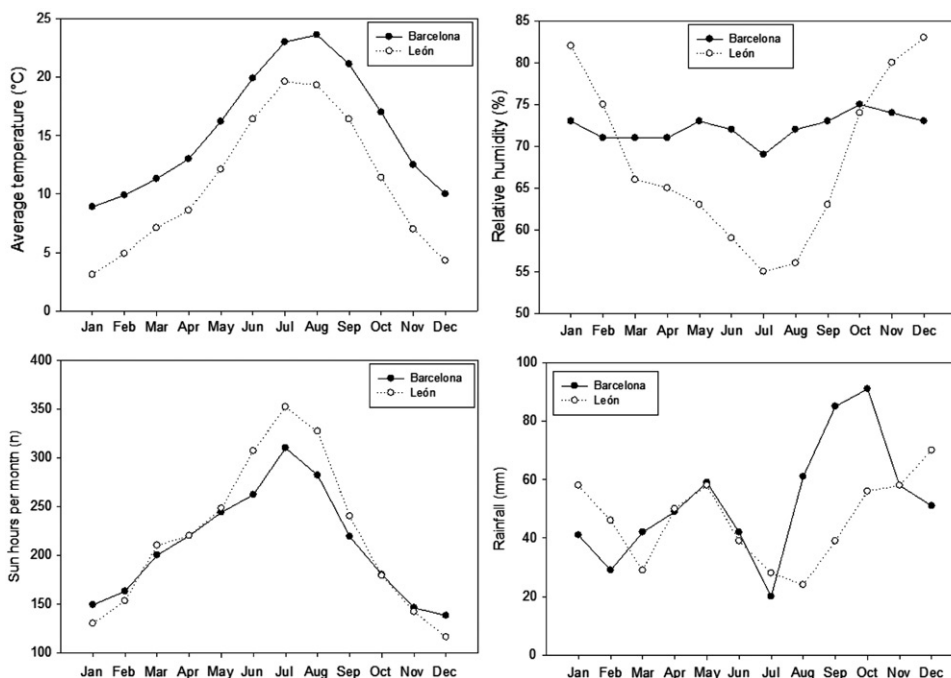 Average temperature (°C)
25
20
15
10
5
0
Barcelona
León
Jan Feb Mar Apr May Jun Jul Aug Sep Oct Nov Dec
Relative humidity (%)
85
80
75
70
65
60
55
50
Barcelona
León
Jan Feb Mar Apr May Jun Jul Aug Sep Oct Nov Dec
Sun hours per month (n)
400
350
300
250
200
150
100
Barcelona
León
Jan Feb Mar Apr May Jun Jul Aug Sep Oct Nov Dec
Rainfall (mm)
100
80
60
40
20
0
Barcelona
León
Jan Feb Mar Apr May Jun Jul Aug Sep Oct Nov Dec